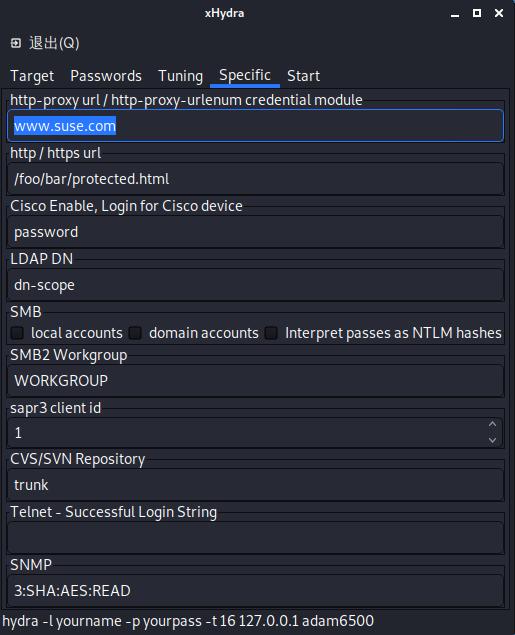 xHydra
退出(Q)
Target Passwords Tuning Specific Start
http-proxy url / http-proxy-urlenum credential module
www.suse.com
http / https url
/foo/bar/protected.html
Cisco Enable, Login for Cisco device
password
LDAP DN
dn-scope
SMB
local accounts domain accounts Interpret passes as NTLM hashes
SMB2 Workgroup
WORKGROUP
sapr3 client id
1
CVS/SVN Repository
trunk
Telnet - Successful Login String
SNMP
3:SHA:AES:READ
hydra -l yourname -p yourpass -t 16 127.0.0.1 adam6500